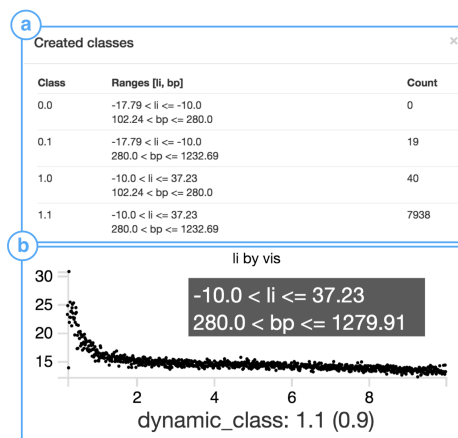 a
Created classes ×
Class Ranges [li, bp] Count
0.0 -17.79 < li <= -10.0 0
102.24 < bp <= 280.0
0.1 -17.79 < li <= -10.0 19
280.0 < bp <= 1232.69
1.0 -10.0 < li <= 37.23 40
102.24 < bp <= 280.0
1.1 -10.0 < li <= 37.23 7938
280.0 < bp <= 1232.69
b
li by vis
30
25
20
15
-10.0 < li <= 37.23
280.0 < bp <= 1279.91
2 4 6 8
dynamic_class: 1.1 (0.9)